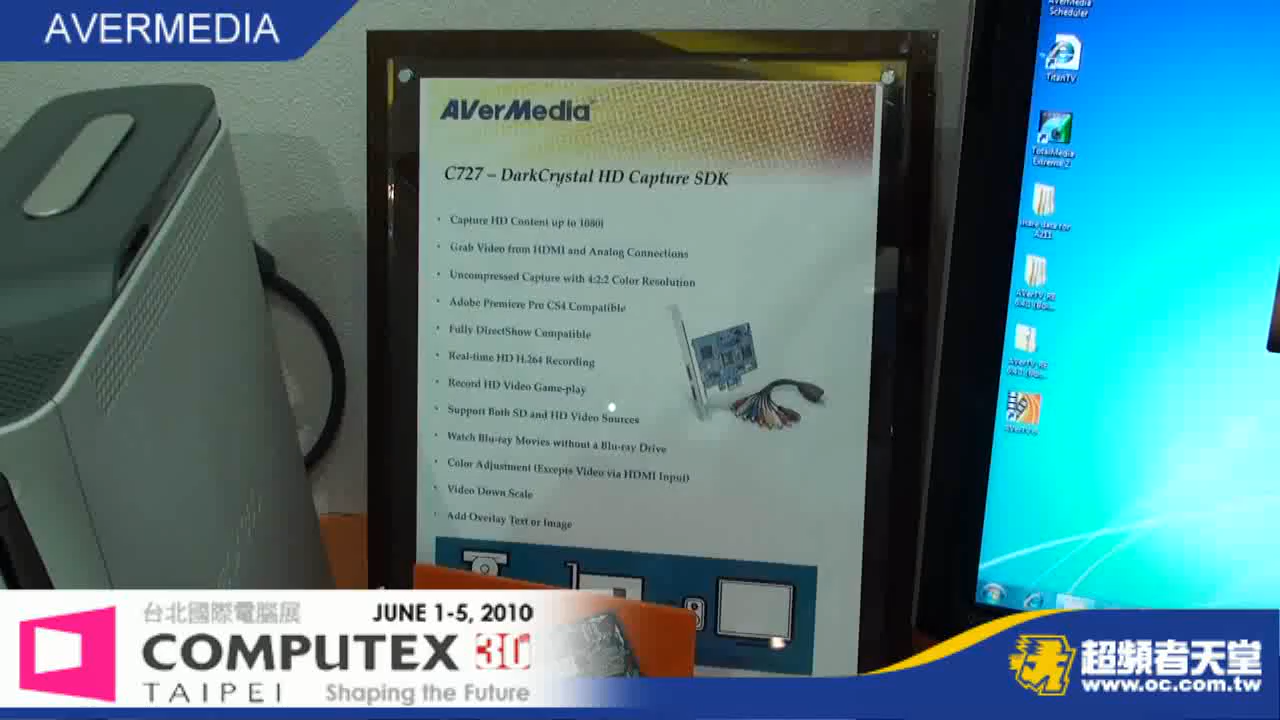 AVERMEDIA
AVerMedia
C727 – DarkCrystal HD Capture SDK
• Capture HD Content up to 1080i
• Grab Video from HDMI and Analog Connections
• Uncompressed Capture with 4:2:2 Color Resolution
• Adobe Premiere Pro CS4 Compatible
• Fully DirectShow Compatible
• Real-time HD H.264 Recording
• Record HD Video Game-play
• Support Both SD and HD Video Sources
• Watch Blu-ray Movies without a Blu-ray Drive
• Color Adjustment (Excepts Video via HDMI Input)
• Video Down Scale
• Add Overlay Text or Image
AVerMedia
Scheduler
TitanTV
TotalMedia
Extreme 2
台北國際電腦展
JUNE 1-5, 2010
COMPUTEX 30
TAIPEI
Shaping the Future
超頻者天堂
www.oc.com.tw